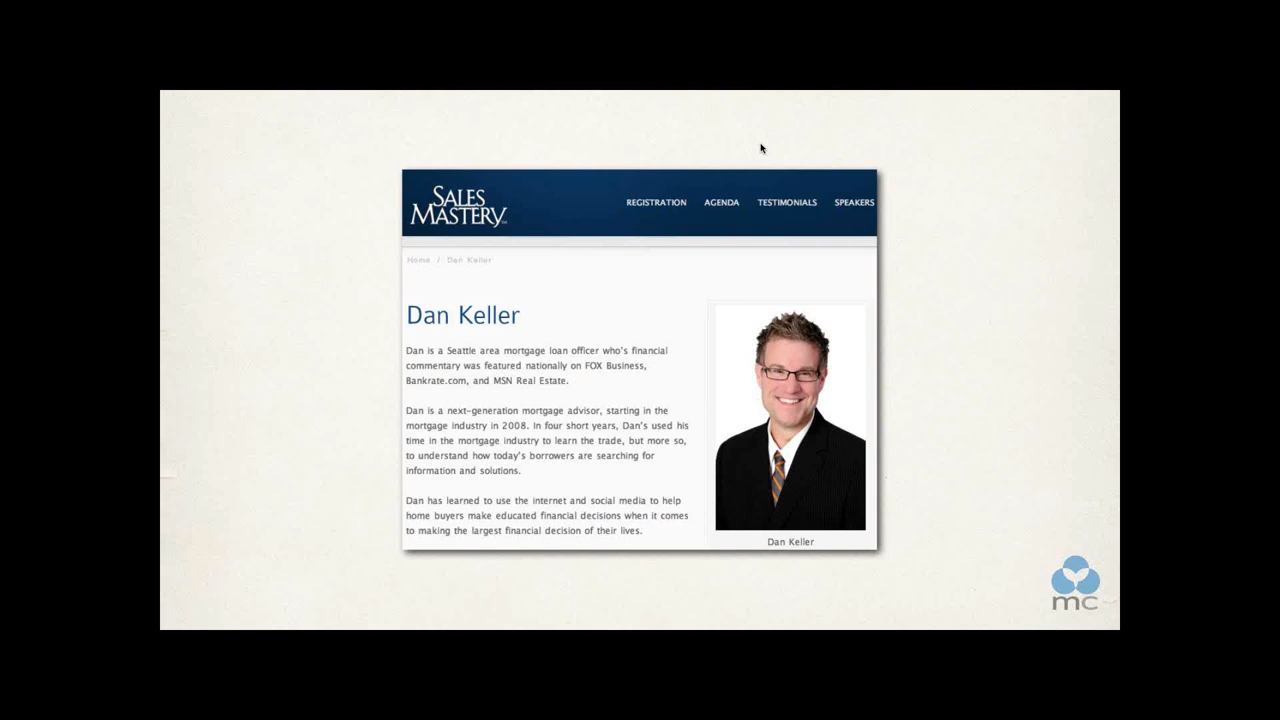 SALES
MASTERY
REGISTRATION AGENDA TESTIMONIALS SPEAKERS
Home / Dan Keller
Dan Keller
Dan is a Seattle area mortgage loan officer who's financial
commentary was featured nationally on FOX Business,
Bankrate.com, and MSN Real Estate.
Dan is a next-generation mortgage advisor, starting in the
mortgage industry in 2008. In four short years, Dan's used his
time in the mortgage industry to learn the trade, but more so,
to understand how today's borrowers are searching for
information and solutions.
Dan has learned to use the internet and social media to help
home buyers make educated financial decisions when it comes
to making the largest financial decision of their lives.
Dan Keller
mc